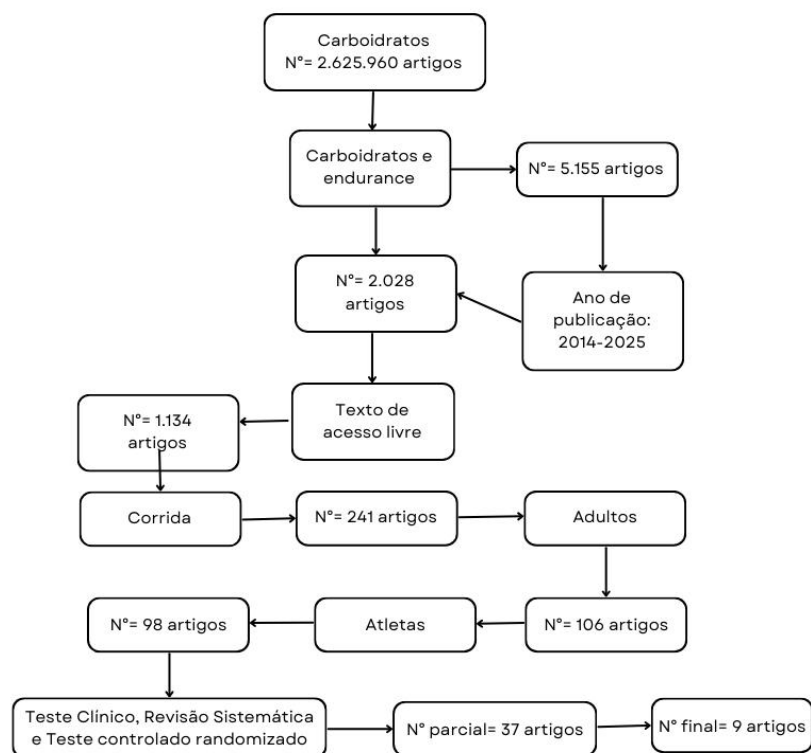 Carboidratos
N°= 2.625.960 artigos
Carboidratos e
endurance
N°= 5.155 artigos
N°= 2.028
artigos
Ano de
publicação:
2014-2025
Texto de
acesso livre
N°= 1.134
artigos
Corrida
N°= 241 artigos
Adultos
N°= 106 artigos
Atletas
N°= 98 artigos
Teste Clínico, Revisão Sistemática
e Teste controlado randomizado
N° parcial= 37 artigos
N° final= 9 artigos